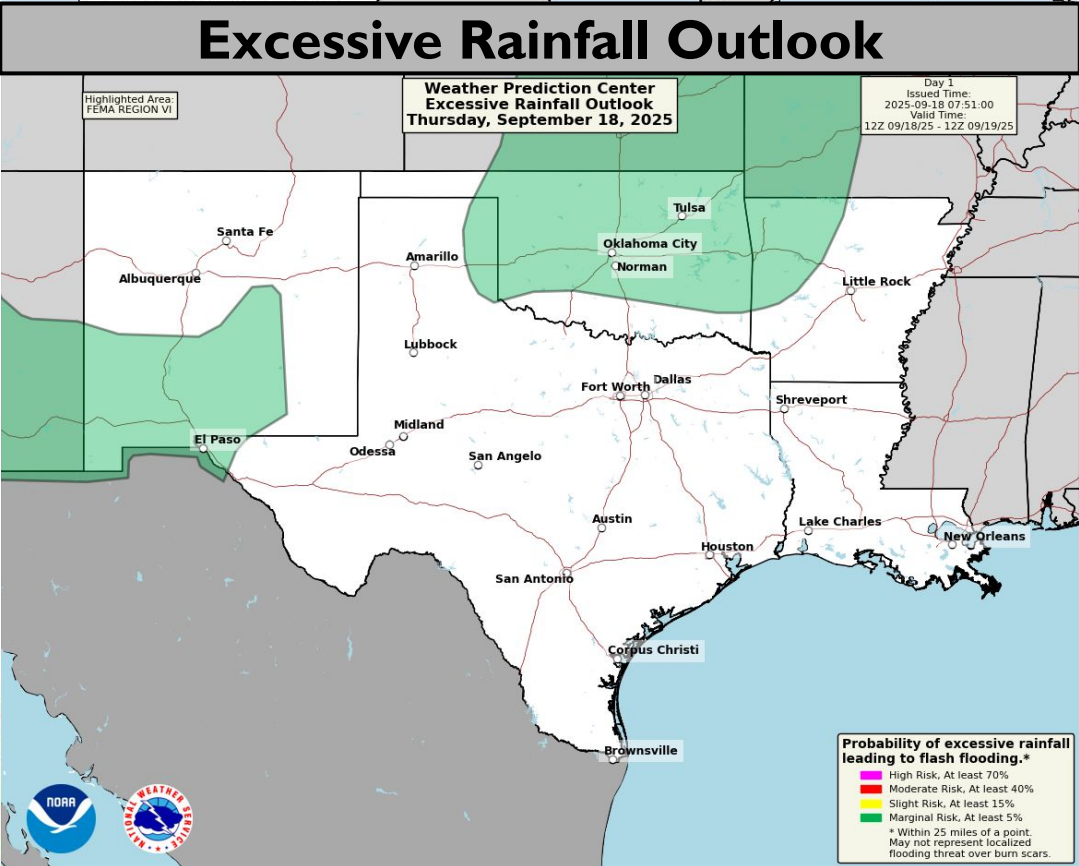 Excessive Rainfall Outlook
Highlighted Area:
FEMA REGION VI
Weather Prediction Center
Excessive Rainfall Outlook
Thursday, September 18, 2025
Day 1
Issued Time:
2025-09-18 07:51:00
Valid Time:
12Z 09/18/25 - 12Z 09/19/25
Tulsa
Santa Fe
Oklahoma City
Amarillo
Norman
Albuquerque
Little Rock
Lubbock
Dallas
Fort Worth
Shreveport
Midland
El Paso
Odessa
San Angelo
Austin
Lake Charles
New Orleans
Houston
San Antonio
Corpus Christi
Brownsville
Probability of excessive rainfall
leading to flash flooding.*
High Risk, At least 70%
Moderate Risk, At least 40%
Slight Risk, At least 15%
Marginal Risk, At least 5%
* Within 25 miles of a point.
May not represent localized
flooding threat over burn scars.
NOAA
NATIONAL WEATHER SERVICE